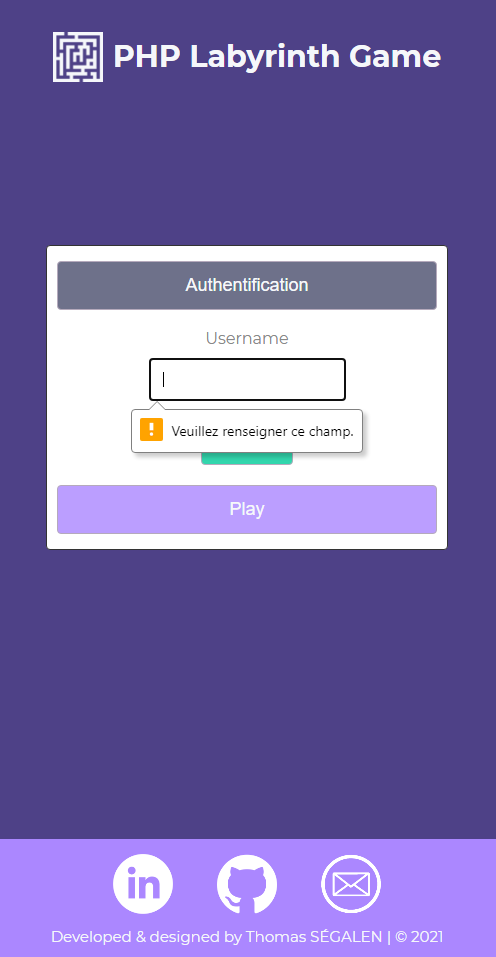 PHP Labyrinth Game
Authentification
Username
Veuillez renseigner ce champ.
Play
in
Developed & designed by Thomas SÉGALEN | © 2021